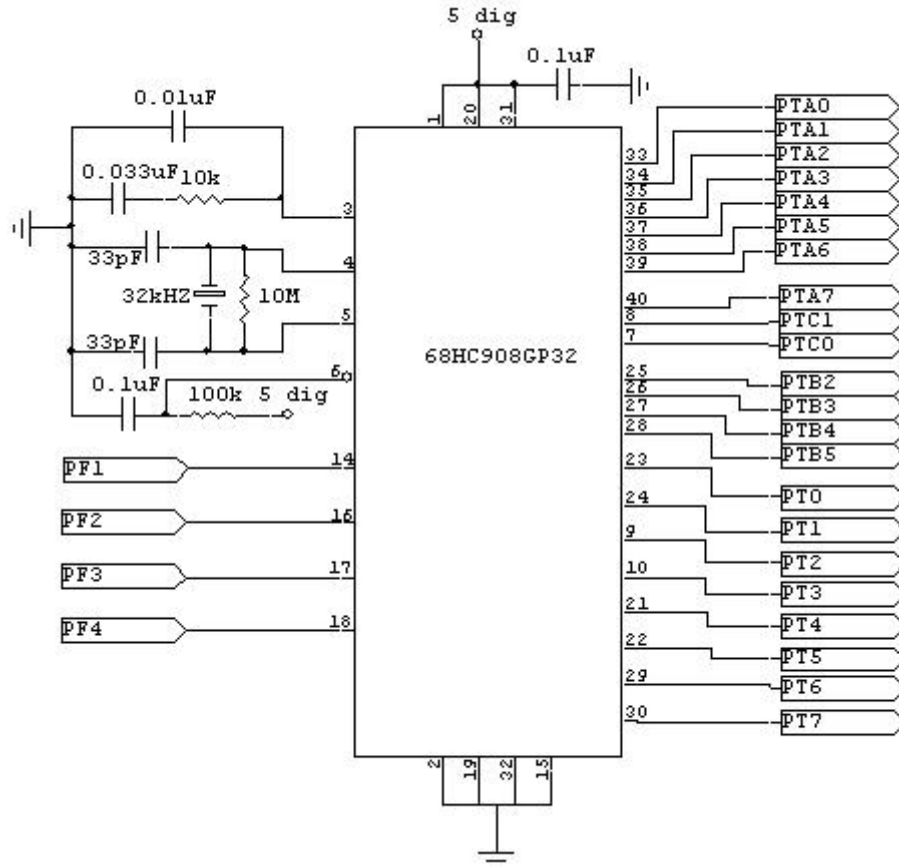 5 dig
0.1uF
0.01uF
1
20
31
PTA0
33
PTA1
34
0.033uF
10k
PTA2
35
PTA3
36
3
PTA4
37
PTA5
38
33pF
PTA6
39
4
32kHZ
10M
PTA7
40
5
PTC1
8
33pF
PTC0
7
68HC908GP32
6
0.1uF
100k
5 dig
25
PTB2
26
PTB3
27
PTB4
28
PTB5
PF1
14
23
PT0
24
PT1
PF2
16
9
PT2
PF3
17
10
PT3
21
PT4
PF4
18
22
PT5
29
PT6
30
PT7
2
19
32
15